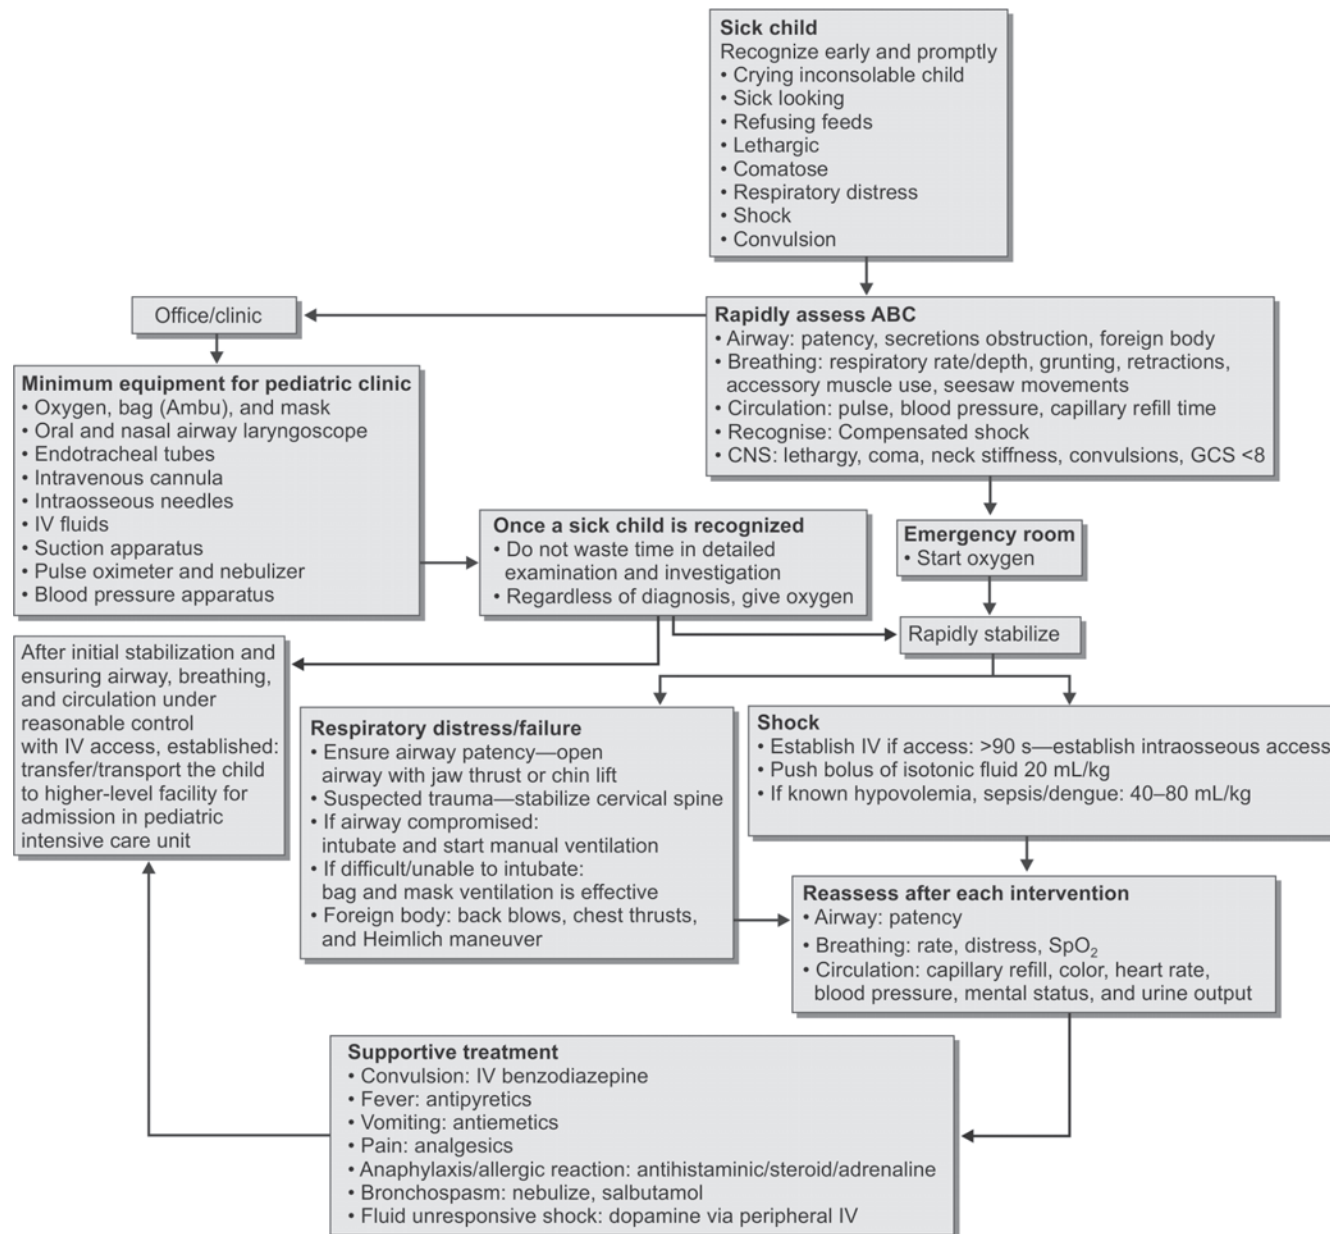 Sick child
Recognize early and promptly
• Crying inconsolable child
• Sick looking
• Refusing feeds
• Lethargic
• Comatose
• Respiratory distress
• Shock
• Convulsion
Office/clinic
Rapidly assess ABC
• Airway: patency, secretions obstruction, foreign body
• Breathing: respiratory rate/depth, grunting, retractions,
accessory muscle use, seesaw movements
• Circulation: pulse, blood pressure, capillary refill time
• Recognise: Compensated shock
• CNS: lethargy, coma, neck stiffness, convulsions, GCS <8
Minimum equipment for pediatric clinic
• Oxygen, bag (Ambu), and mask
• Oral and nasal airway laryngoscope
• Endotracheal tubes
• Intravenous cannula
• Intraosseous needles
• IV fluids
• Suction apparatus
• Pulse oximeter and nebulizer
• Blood pressure apparatus
Once a sick child is recognized
• Do not waste time in detailed
examination and investigation
• Regardless of diagnosis, give oxygen
Emergency room
• Start oxygen
Rapidly stabilize
After initial stabilization and
ensuring airway, breathing,
and circulation under
reasonable control
with IV access, established:
transfer/transport the child
to higher-level facility for
admission in pediatric
intensive care unit
Respiratory distress/failure
• Ensure airway patency—open
airway with jaw thrust or chin lift
• Suspected trauma—stabilize cervical spine
• If airway compromised:
intubate and start manual ventilation
• If difficult/unable to intubate:
bag and mask ventilation is effective
• Foreign body: back blows, chest thrusts,
and Heimlich maneuver
Shock
• Establish IV if access: >90 s—establish intraosseous access
• Push bolus of isotonic fluid 20 mL/kg
• If known hypovolemia, sepsis/dengue: 40–80 mL/kg
Reassess after each intervention
• Airway: patency
• Breathing: rate, distress, SpO₂
• Circulation: capillary refill, color, heart rate,
blood pressure, mental status, and urine output
Supportive treatment
• Convulsion: IV benzodiazepine
• Fever: antipyretics
• Vomiting: antiemetics
• Pain: analgesics
• Anaphylaxis/allergic reaction: antihistaminic/steroid/adrenaline
• Bronchospasm: nebulize, salbutamol
• Fluid unresponsive shock: dopamine via peripheral IV